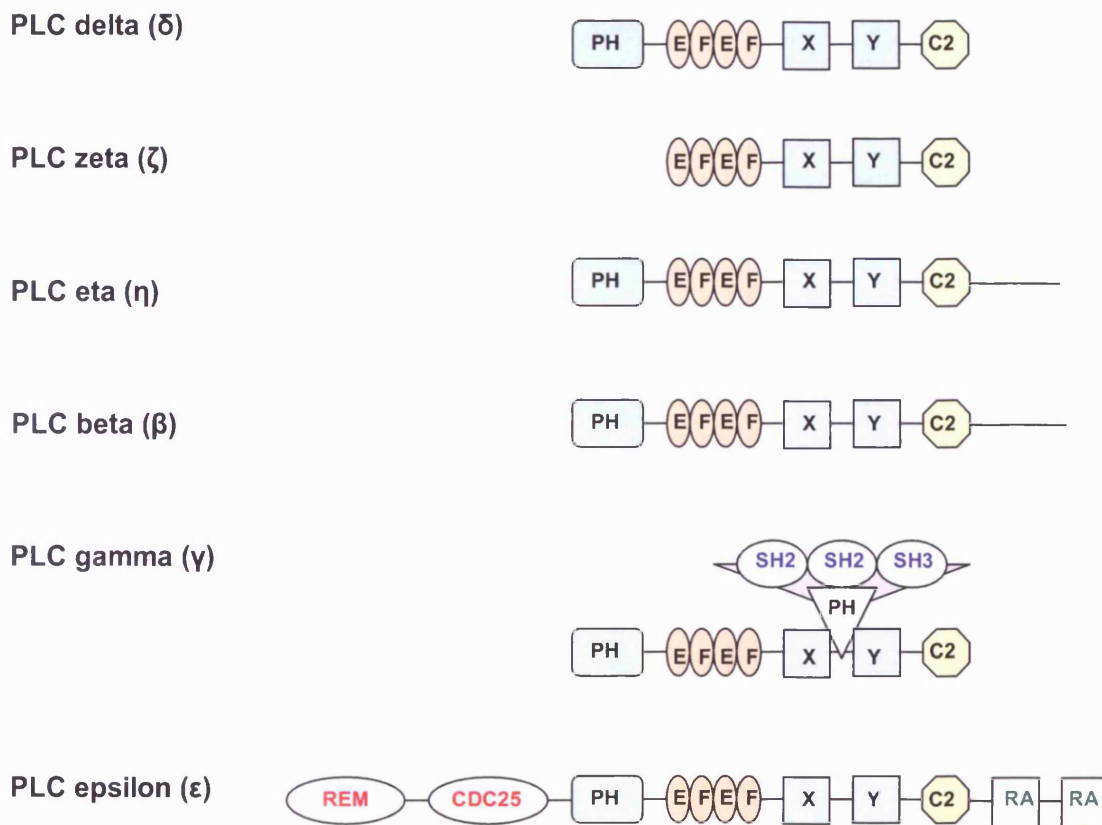 PLC delta (δ)
PH E F E F X Y C2
PLC zeta (ζ)
E F E F X Y C2
PLC eta (η)
PH E F E F X Y C2
PLC beta (β)
PH E F E F X Y C2
PLC gamma (γ)
SH2 SH2 SH3
PH
PH E F E F X Y C2
PLC epsilon (ε)
REM CDC25 PH E F E F X Y C2 RA RA